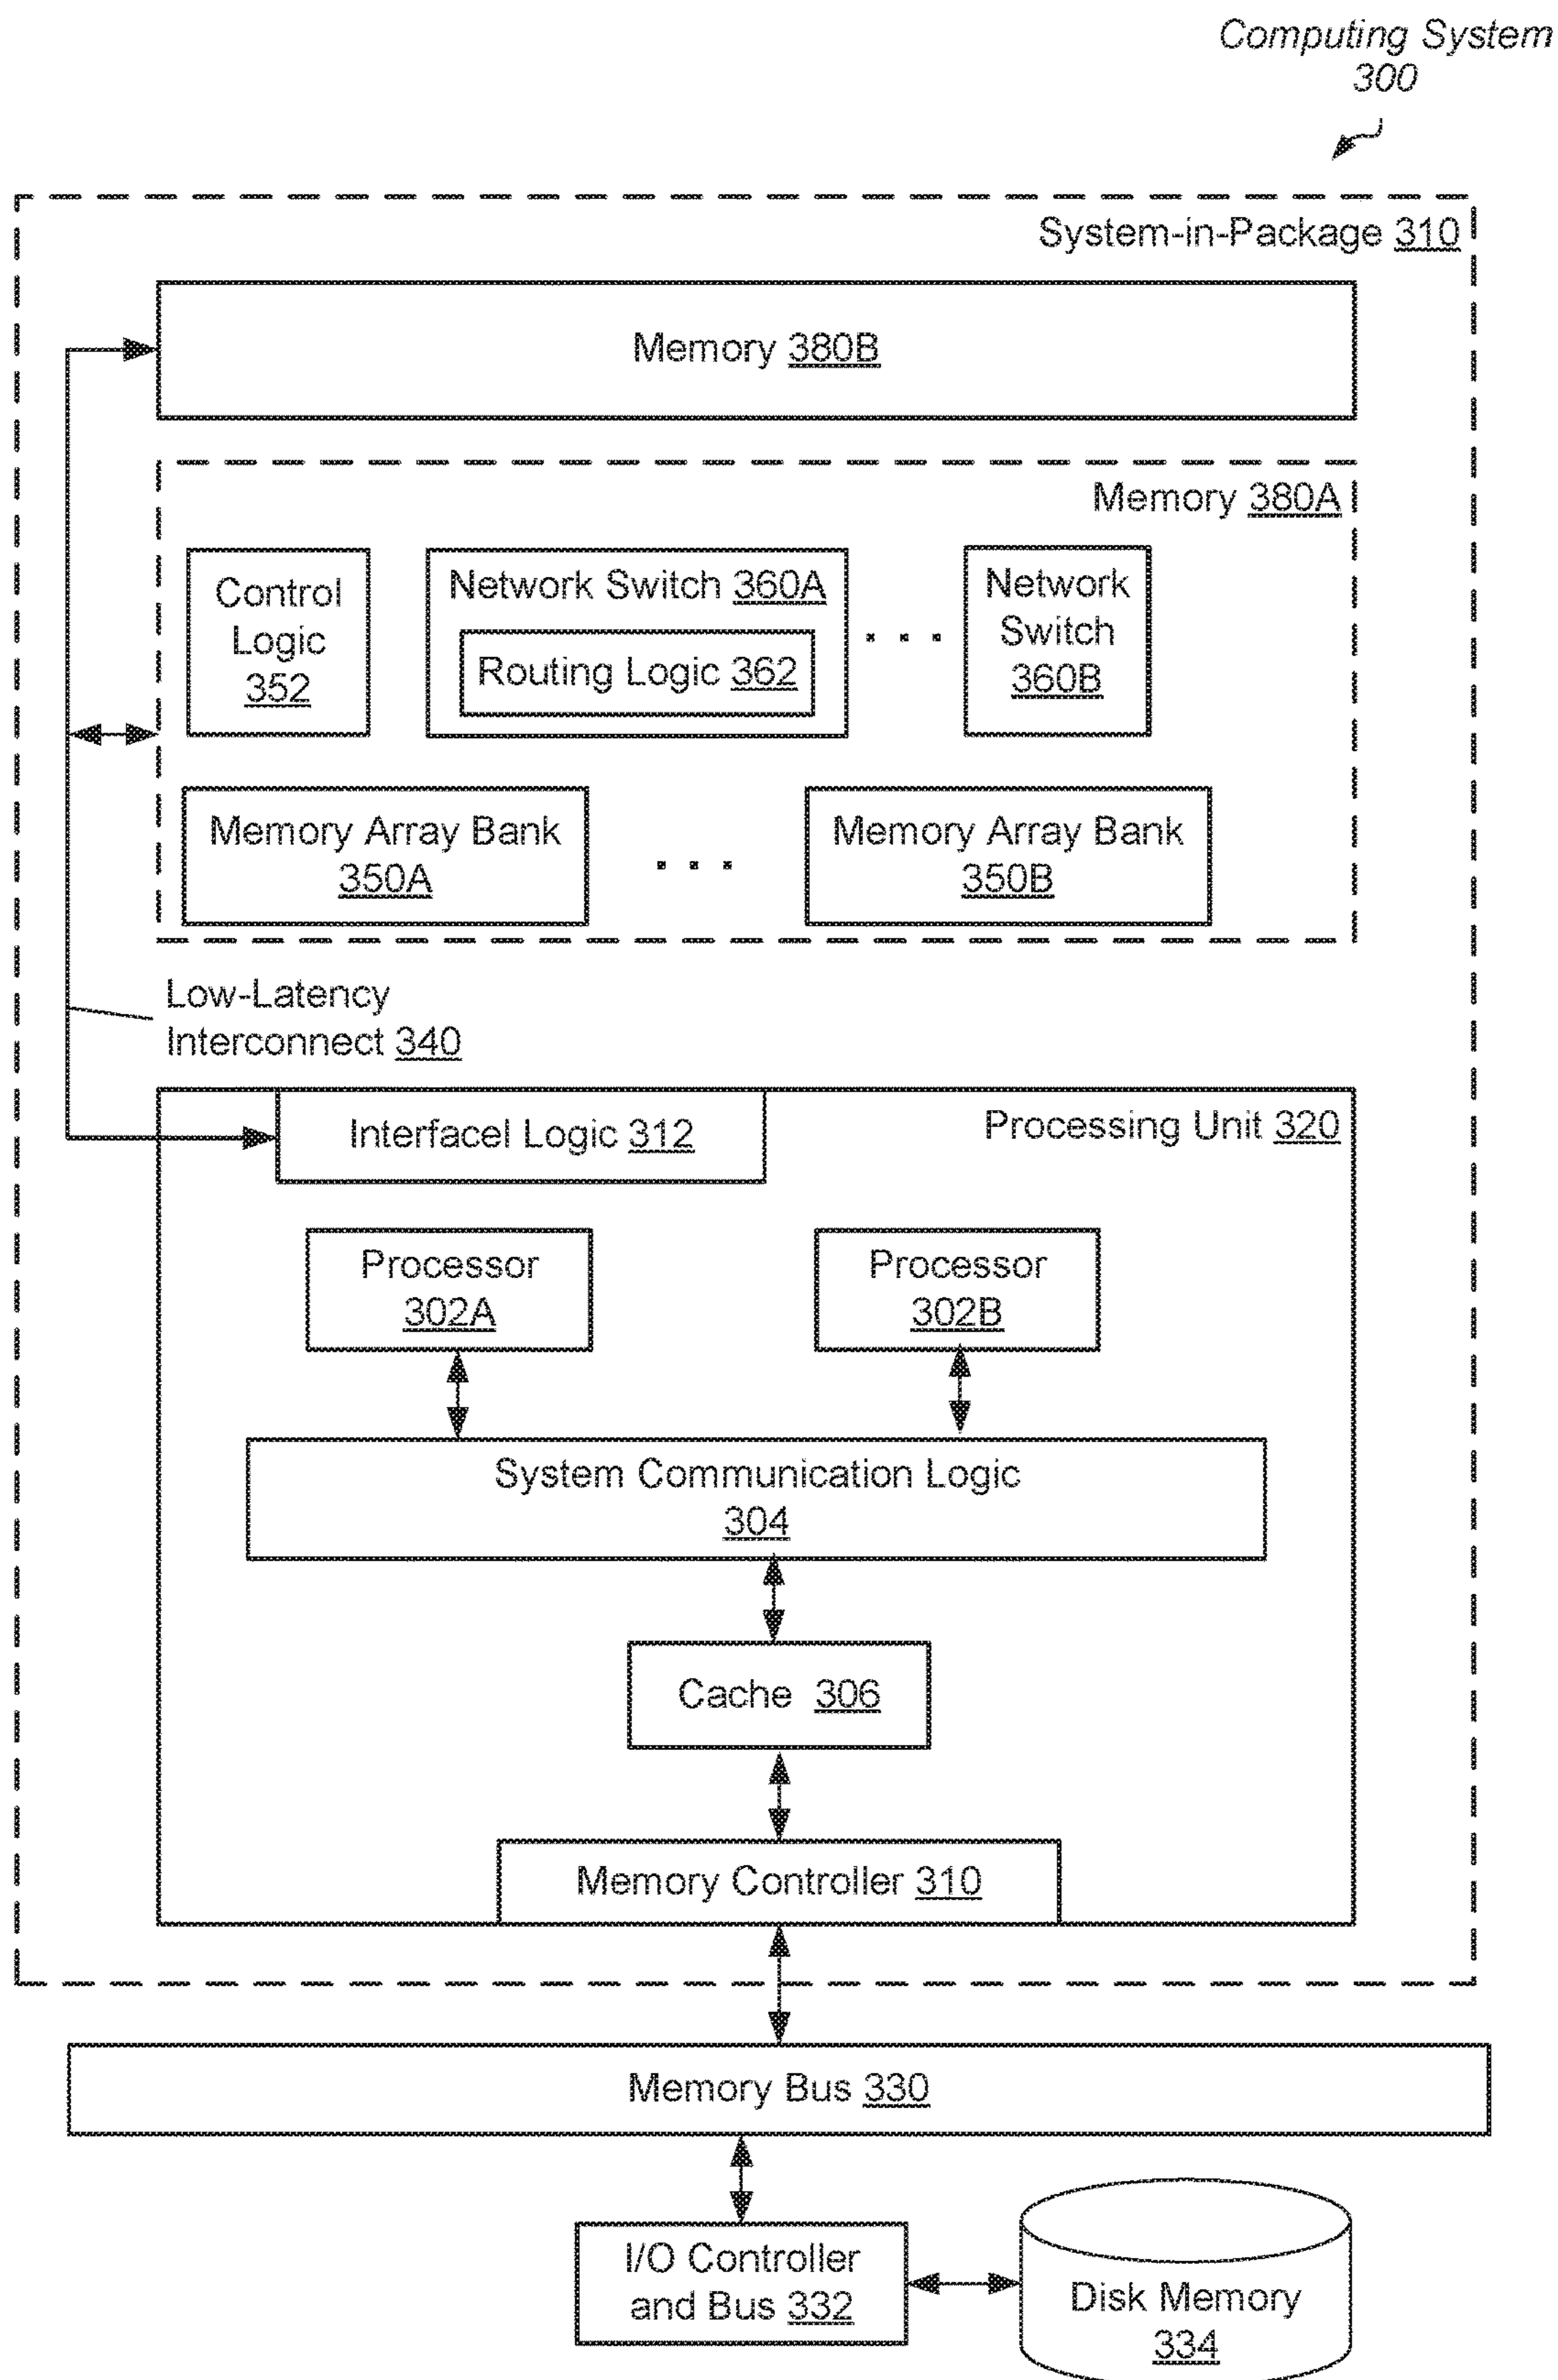 Computing System
300
System-in-Package 310
Memory 380B
Memory 380A
Control
Logic
352
Network Switch 360A
Routing Logic 362
. . .
Network
Switch
360B
Memory Array Bank
350A
. . .
Memory Array Bank
350B
Low-Latency
Interconnect 340
Interfacel Logic 312
Processing Unit 320
Processor
302A
Processor
302B
System Communication Logic
304
Cache 306
Memory Controller 310
Memory Bus 330
I/O Controller
and Bus 332
Disk Memory
334